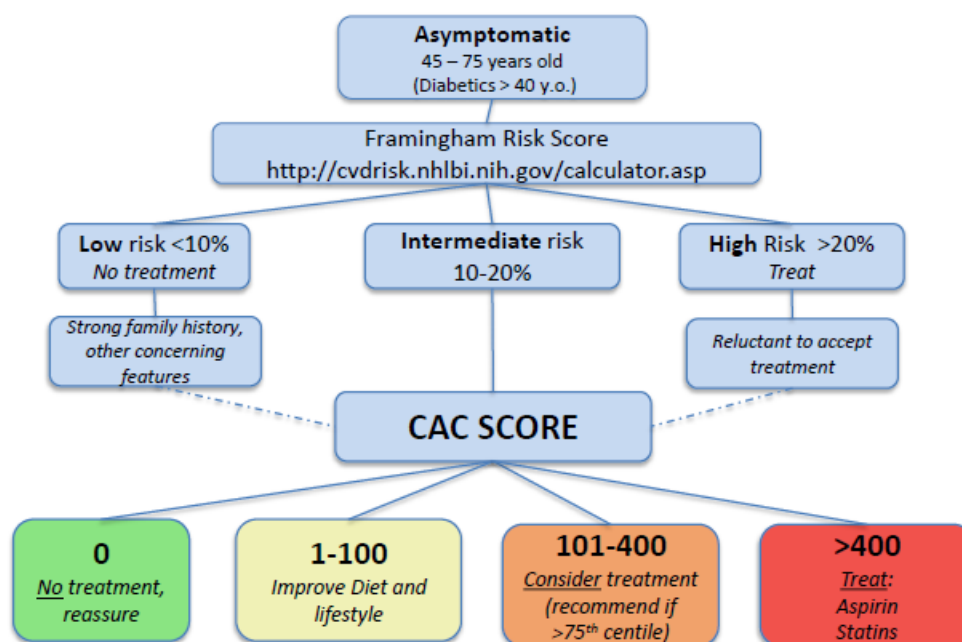 Asymptomatic
45 – 75 years old
(Diabetics > 40 y.o.)
Framingham Risk Score
http://cvdrisk.nhlbi.nih.gov/calculator.asp
Low risk <10%
No treatment
Intermediate risk
10-20%
High Risk >20%
Treat
Strong family history,
other concerning
features
Reluctant to accept
treatment
CAC SCORE
0
No treatment,
reassure
1-100
Improve Diet and
lifestyle
101-400
Consider treatment
(recommend if
>75th centile)
>400
Treat:
Aspirin
Statins